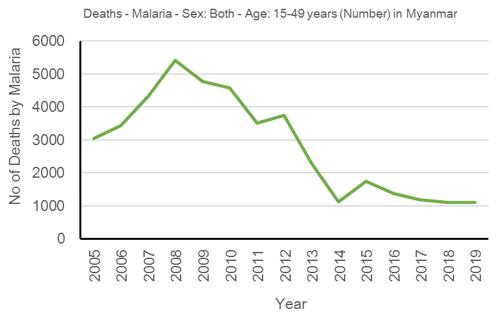 Deaths - Malaria - Sex: Both - Age: 15-49 years (Number) in Myanmar
No of Deaths by Malaria
6000
5000
4000
3000
2000
1000
0
2005 2006 2007 2008 2009 2010 2011 2012 2013 2014 2015 2016 2017 2018 2019
Year